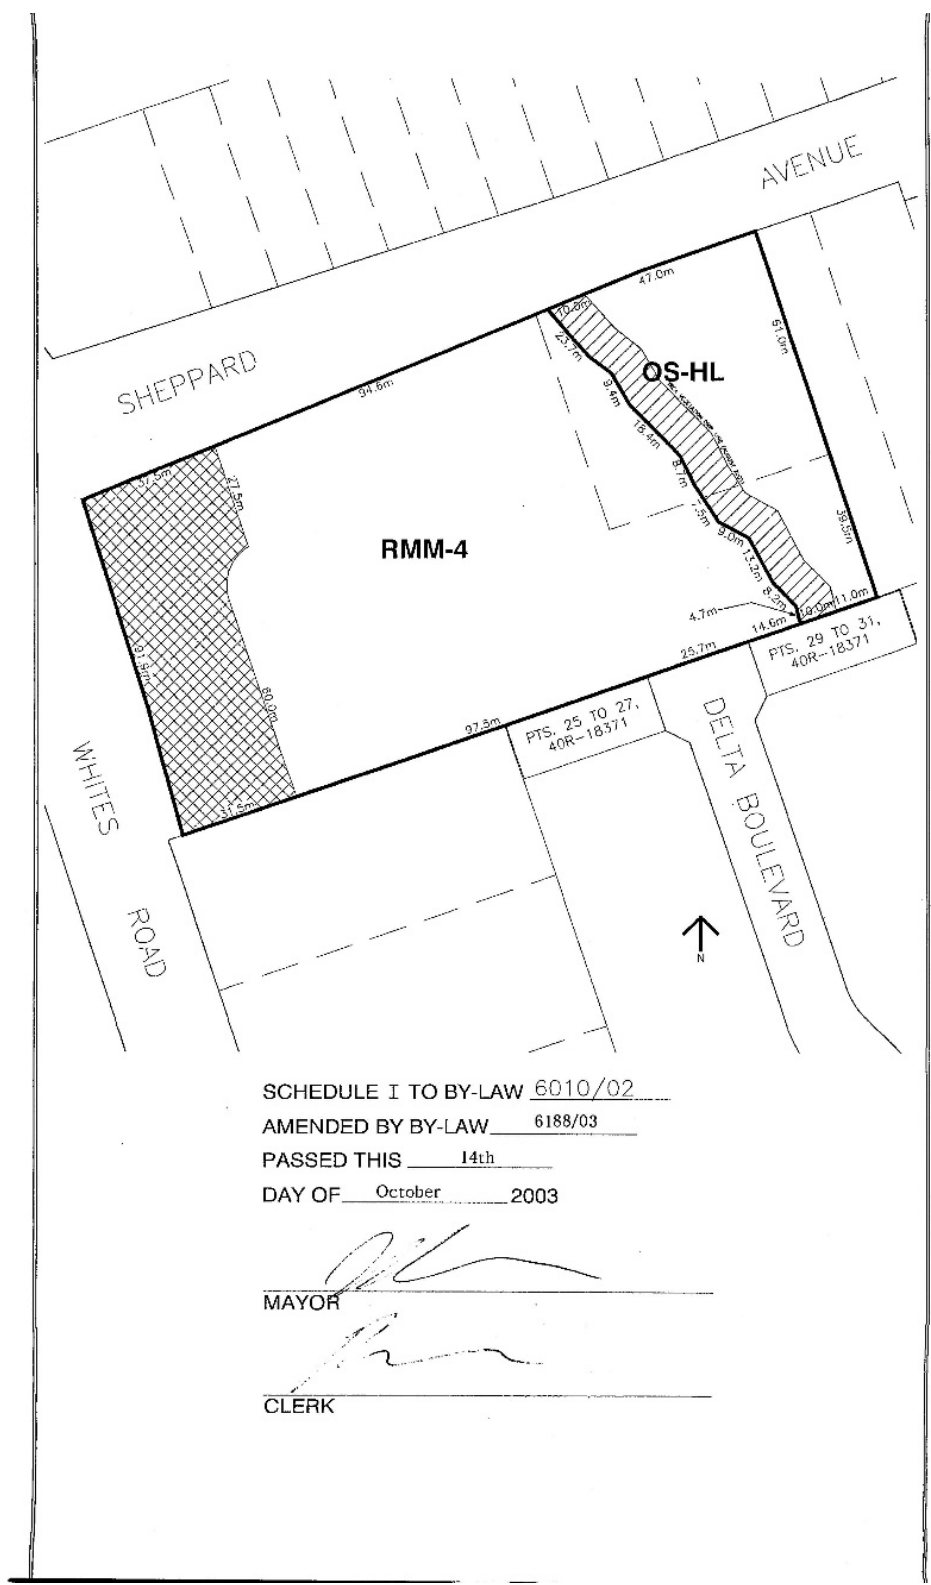 AVENUE
SHEPPARD
47.0m
10.0m
23.7m
61.0m
OS-HL
94.6m
9.4m
18.4m
8.7m
37.5m
27.5m
7.5m
9.0m
39.5m
RMM-4
13.2m
8.2m
4.7m
10.0m
11.0m
14.6m
25.7m
PTS. 29 TO 31,
40R-18371
91.9m
60.0m
97.5m
PTS. 25 TO 27,
40R-18371
31.5m
WHITES
ROAD
DELTA BOULEVARD
N
SCHEDULE I TO BY-LAW 6010/02
AMENDED BY BY-LAW 6188/03
PASSED THIS 14th
DAY OF October 2003
MAYOR
CLERK